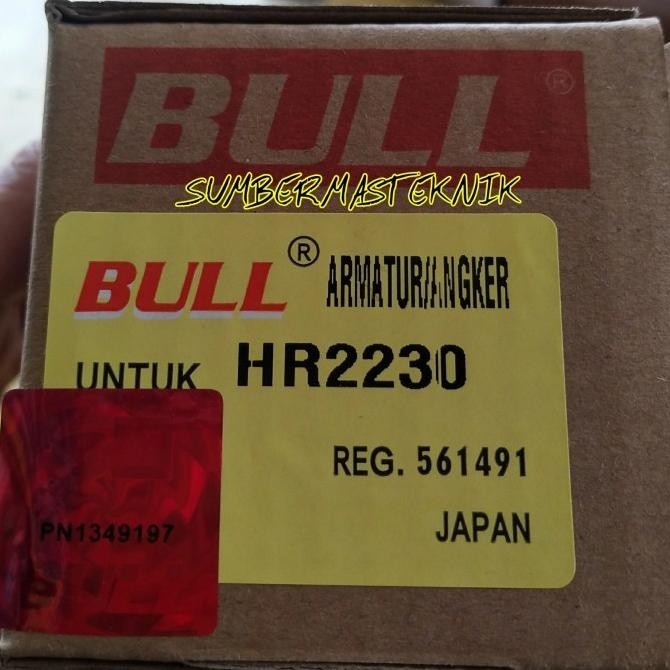 BULL ®
SUMBERMASTEKNIK
BULL ® ARMATUR/ANGKER
UNTUK HR2230
REG. 561491
PN1349197
JAPAN